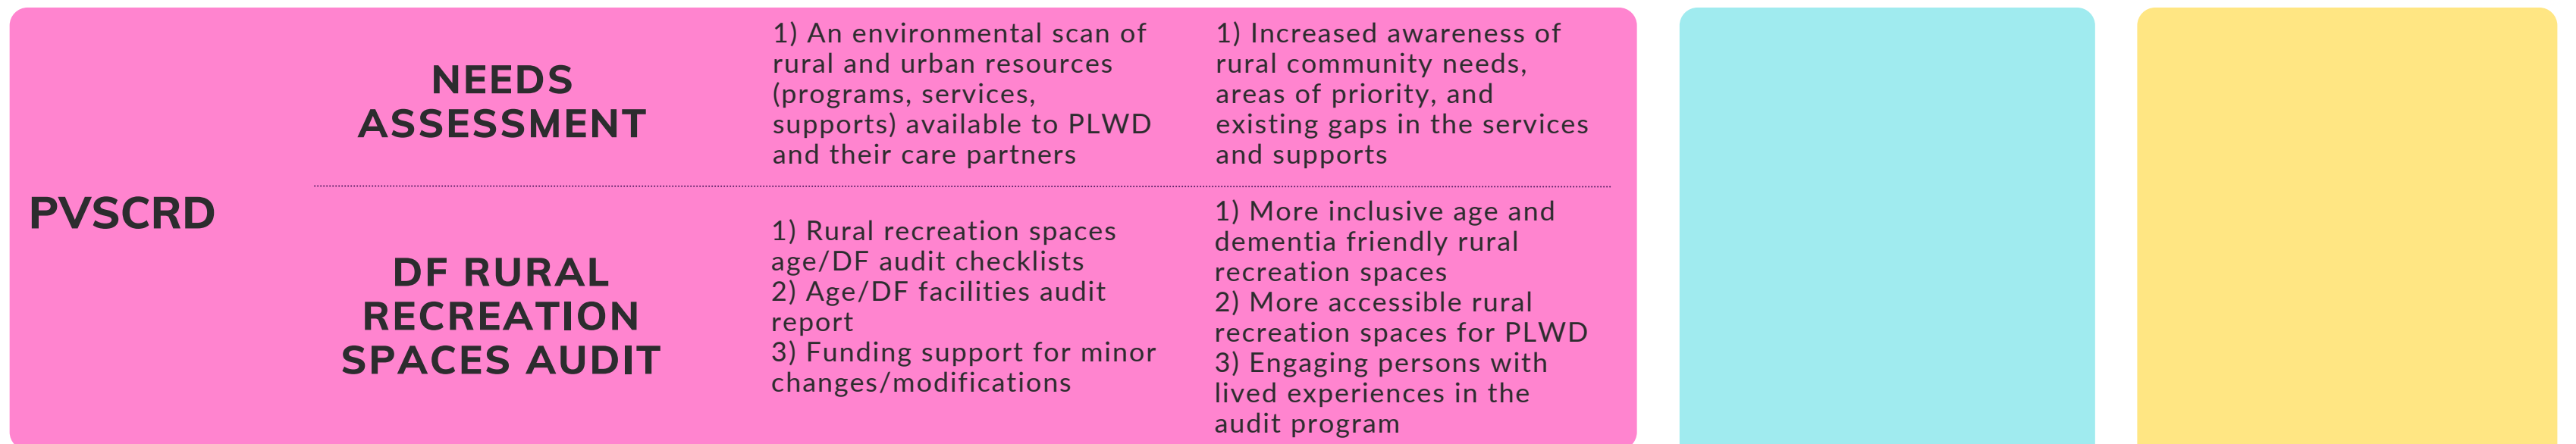 PVSCRD
NEEDS
ASSESSMENT
1) An environmental scan of
rural and urban resources
(programs, services,
supports) available to PLWD
and their care partners
1) Increased awareness of
rural community needs,
areas of priority, and
existing gaps in the services
and supports
DF RURAL
RECREATION
SPACES AUDIT
1) Rural recreation spaces
age/DF audit checklists
2) Age/DF facilities audit
report
3) Funding support for minor
changes/modifications
1) More inclusive age and
dementia friendly rural
recreation spaces
2) More accessible rural
recreation spaces for PLWD
3) Engaging persons with
lived experiences in the
audit program